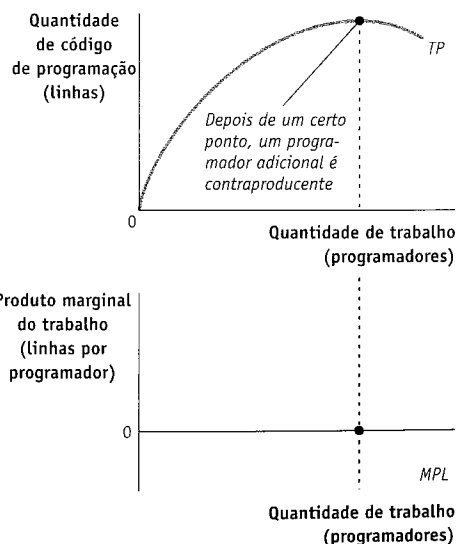 Quantidade
de código
de programação
(linhas)
TP
Depois de um certo
ponto, um progra-
mador adicional é
contraproducente
0
Quantidade de trabalho
(programadores)
Produto marginal
do trabalho
(linhas por
programador)
0
MPL
Quantidade de trabalho
(programadores)